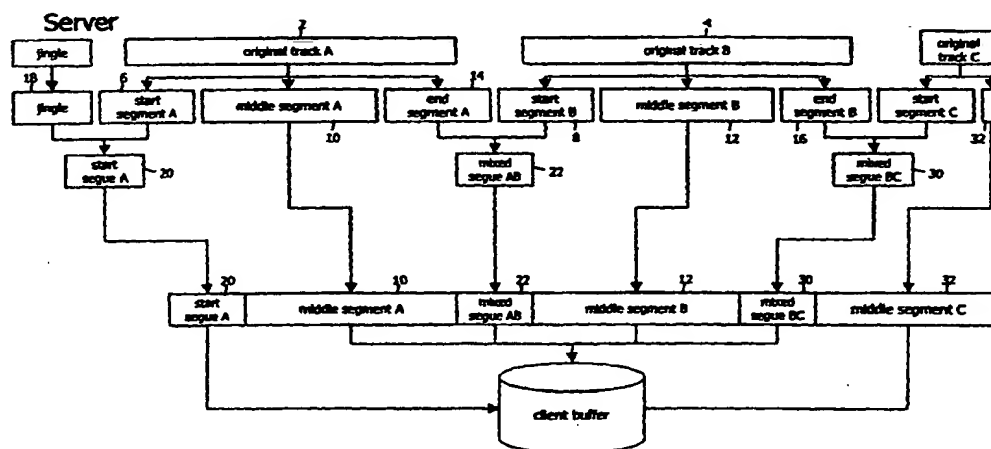 Server
2
4
jingle
original track A
original track B
original
track C
18
6
14
jingle
start
segment A
middle segment A
end
segment A
start
segment B
middle segment B
end
segment B
start
segment C
10
8
12
16
32
start
segue A
20
mixed
segue AB
22
mixed
segue BC
30
20
10
22
12
30
32
start
segue A
middle segment A
mixed
segue AB
middle segment B
mixed
segue BC
middle segment C
client buffer